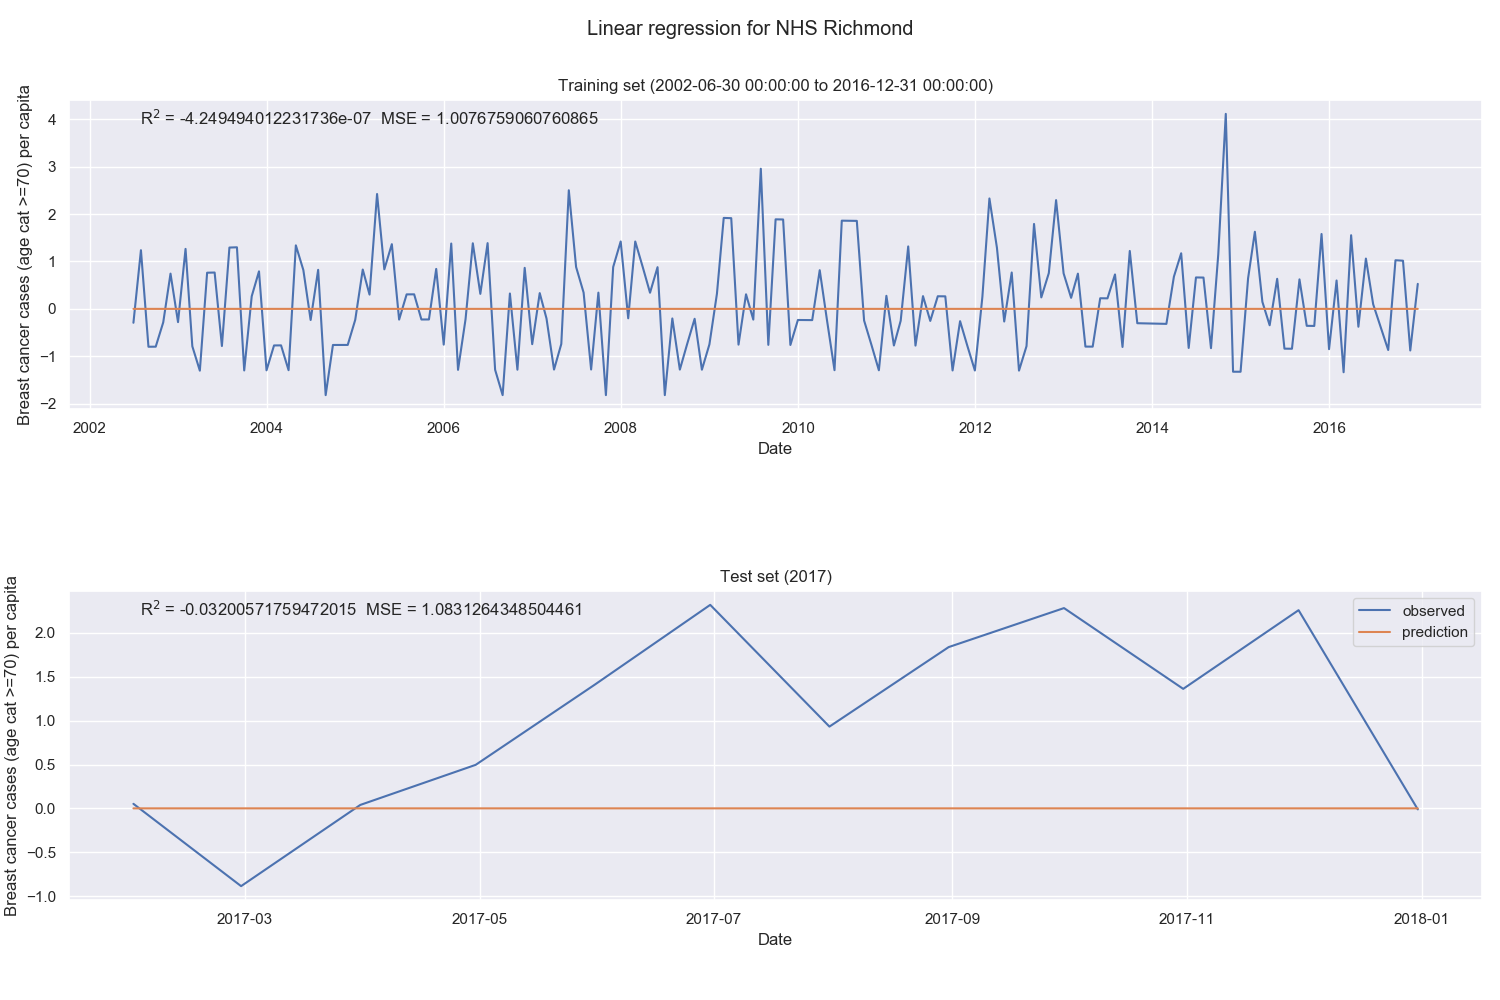 Linear regression for NHS Richmond
Training set (2002-06-30 00:00:00 to 2016-12-31 00:00:00)
R² = -4.249494012231736e-07 MSE = 1.0076759060760865
Breast cancer cases (age cat >=70) per capita
4
3
2
1
0
−1
−2
2002 2004 2006 2008 2010 2012 2014 2016
Date
Test set (2017)
R² = -0.03200571759472015 MSE = 1.0831264348504461
observed
prediction
Breast cancer cases (age cat >=70) per capita
2.0
1.5
1.0
0.5
0.0
−0.5
−1.0
2017-03 2017-05 2017-07 2017-09 2017-11 2018-01
Date